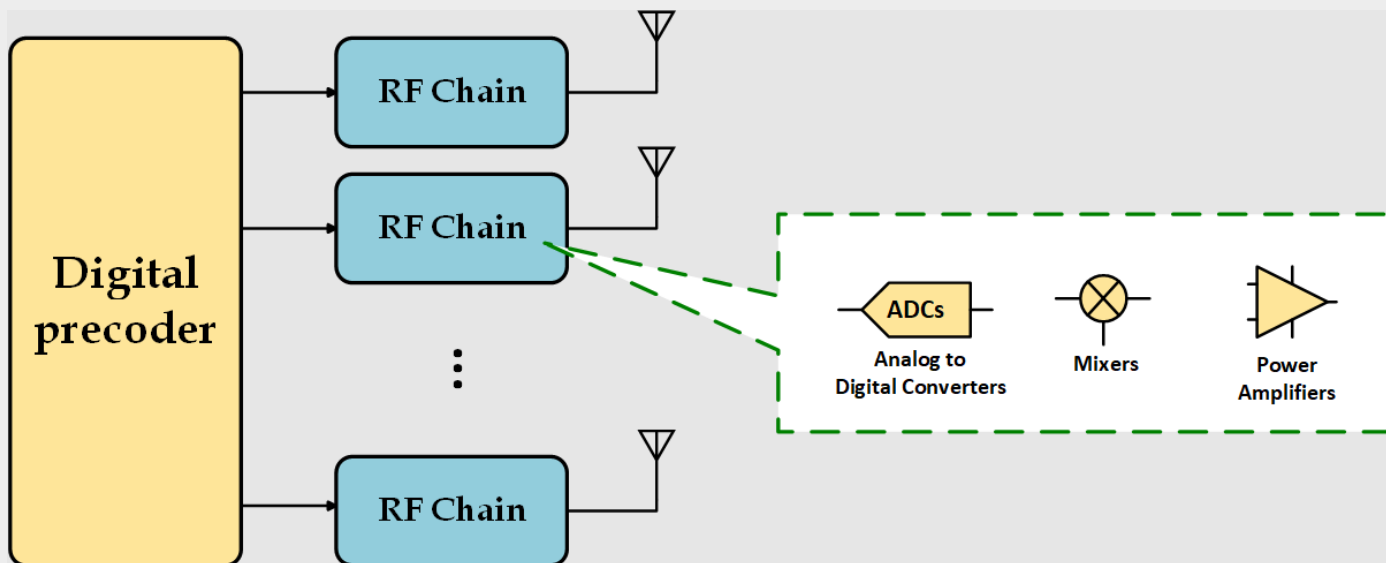 RF Chain
RF Chain
Digital
precoder
ADCs
Analog to
Digital Converters
Mixers
Power
Amplifiers
RF Chain